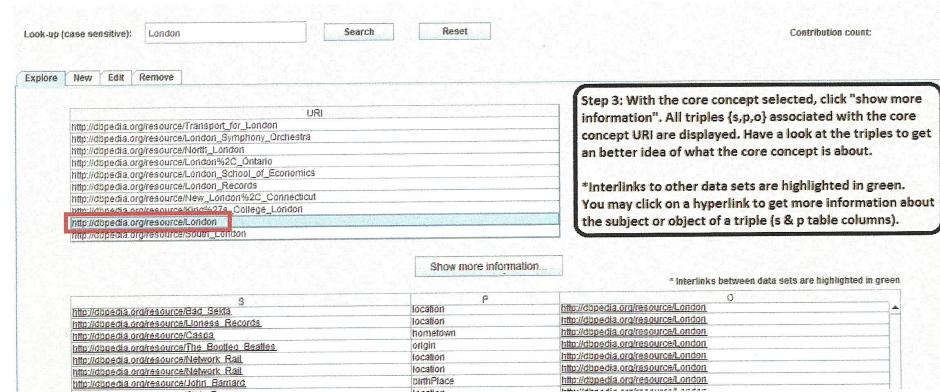 Look-up (case sensitive): London Search Reset Contribution count:
Explore New Edit Remove
URI
http://dbpedia.org/resource/Transport_for_London
http://dbpedia.org/resource/London_Symphony_Orchestra
http://dbpedia.org/resource/North_London
http://dbpedia.org/resource/London%2C_Ontario
http://dbpedia.org/resource/London_School_of_Economics
http://dbpedia.org/resource/London_Records
http://dbpedia.org/resource/New_London%2C_Connecticut
http://dbpedia.org/resource/King%27s_College_London
http://dbpedia.org/resource/London
http://dbpedia.org/resource/South_London
Step 3: With the core concept selected, click "show more
information". All triples {s,p,o} associated with the core
concept URI are displayed. Have a look at the triples to get
an better idea of what the core concept is about.
*Interlinks to other data sets are highlighted in green.
You may click on a hyperlink to get more information about
the subject or object of a triple (s & p table columns).
Show more information...
* Interlinks between data sets are highlighted in green
S P O
http://dbpedia.org/resource/Bad_Sekta location http://dbpedia.org/resource/London
http://dbpedia.org/resource/Lioness_Records location http://dbpedia.org/resource/London
http://dbpedia.org/resource/Caspa hometown http://dbpedia.org/resource/London
http://dbpedia.org/resource/The_Bootleg_Beatles origin http://dbpedia.org/resource/London
http://dbpedia.org/resource/Network_Rail location http://dbpedia.org/resource/London
http://dbpedia.org/resource/Network_Rail location http://dbpedia.org/resource/London
http://dbpedia.org/resource/John_Barnard birthPlace http://dbpedia.org/resource/London